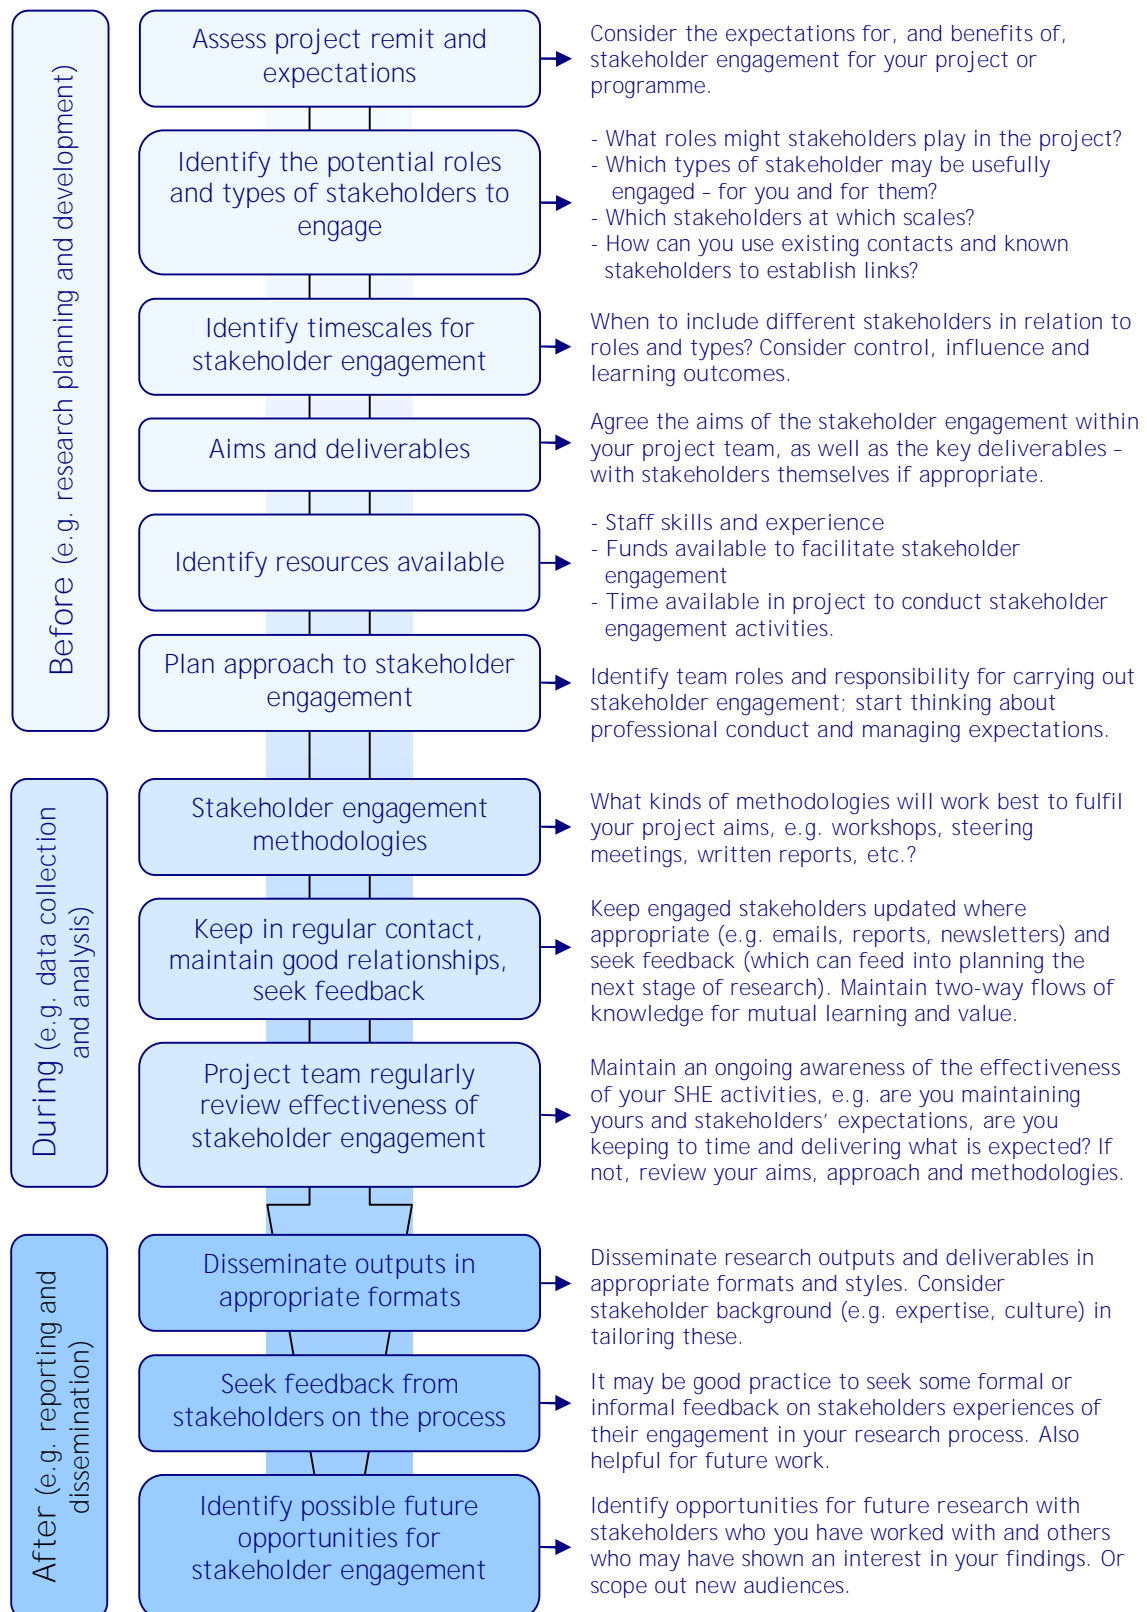 Before (e.g. research planning and development)
Assess project remit and
expectations
Consider the expectations for, and benefits of,
stakeholder engagement for your project or
programme.
Identify the potential roles
and types of stakeholders to
engage
- What roles might stakeholders play in the project?
- Which types of stakeholder may be usefully
engaged – for you and for them?
- Which stakeholders at which scales?
- How can you use existing contacts and known
stakeholders to establish links?
Identify timescales for
stakeholder engagement
When to include different stakeholders in relation to
roles and types? Consider control, influence and
learning outcomes.
Aims and deliverables
Agree the aims of the stakeholder engagement within
your project team, as well as the key deliverables –
with stakeholders themselves if appropriate.
Identify resources available
- Staff skills and experience
- Funds available to facilitate stakeholder
engagement
- Time available in project to conduct stakeholder
engagement activities.
Plan approach to stakeholder
engagement
Identify team roles and responsibility for carrying out
stakeholder engagement; start thinking about
professional conduct and managing expectations.
During (e.g. data collection
and analysis)
Stakeholder engagement
methodologies
What kinds of methodologies will work best to fulfil
your project aims, e.g. workshops, steering
meetings, written reports, etc.?
Keep in regular contact,
maintain good relationships,
seek feedback
Keep engaged stakeholders updated where
appropriate (e.g. emails, reports, newsletters) and
seek feedback (which can feed into planning the
next stage of research). Maintain two-way flows of
knowledge for mutual learning and value.
Project team regularly
review effectiveness of
stakeholder engagement
Maintain an ongoing awareness of the effectiveness
of your SHE activities, e.g. are you maintaining
yours and stakeholders’ expectations, are you
keeping to time and delivering what is expected? If
not, review your aims, approach and methodologies.
After (e.g. reporting and
dissemination)
Disseminate outputs in
appropriate formats
Disseminate research outputs and deliverables in
appropriate formats and styles. Consider
stakeholder background (e.g. expertise, culture) in
tailoring these.
Seek feedback from
stakeholders on the process
It may be good practice to seek some formal or
informal feedback on stakeholders experiences of
their engagement in your research process. Also
helpful for future work.
Identify possible future
opportunities for
stakeholder engagement
Identify opportunities for future research with
stakeholders who you have worked with and others
who may have shown an interest in your findings. Or
scope out new audiences.